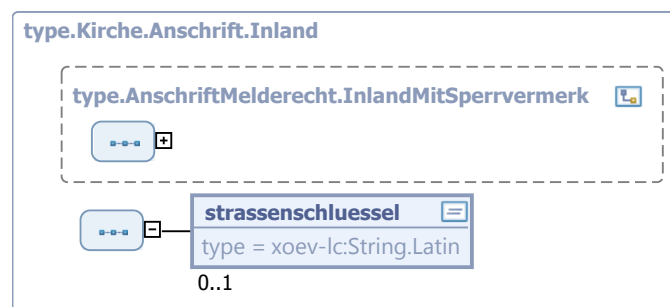 type.Kirche.Anschrift.Inland
type.AnschriftMelderecht.InlandMitSperrvermerk
strassenschluessel
type = xoev-lc:String.Latin
0..1